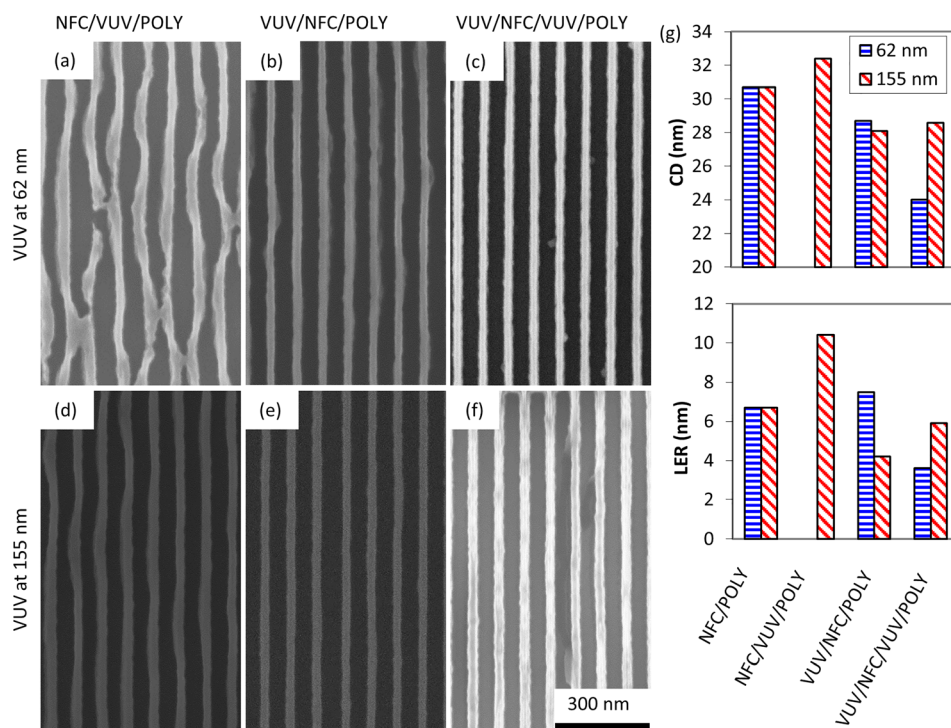 NFC/VUV/POLY
VUV/NFC/POLY
VUV/NFC/VUV/POLY
VUV at 62 nm
(a)
(b)
(c)
VUV at 155 nm
(d)
(e)
(f)
300 nm
(g)
CD (nm)
34
32
30
28
26
24
22
20
62 nm
155 nm
LER (nm)
12
10
8
6
4
2
0
NFC/POLY
NFC/VUV/POLY
VUV/NFC/POLY
VUV/NFC/VUV/POLY